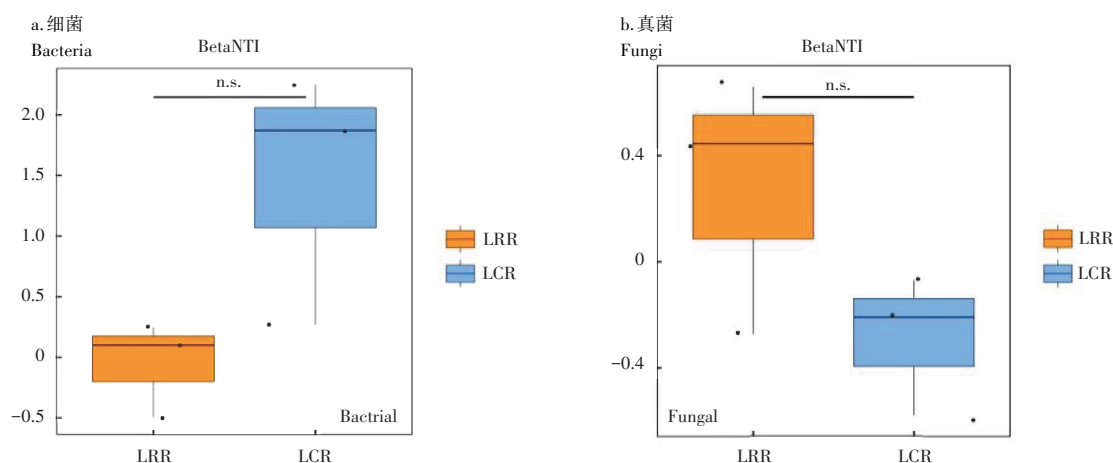 a.细菌
Bacteria
BetaNTI
n.s.
2.0
1.5
1.0
0.5
0
−0.5
Bactrial
LRR
LCR
LRR
LCR
b.真菌
Fungi
BetaNTI
n.s.
0.4
0
−0.4
Fungal
LRR
LCR
LRR
LCR